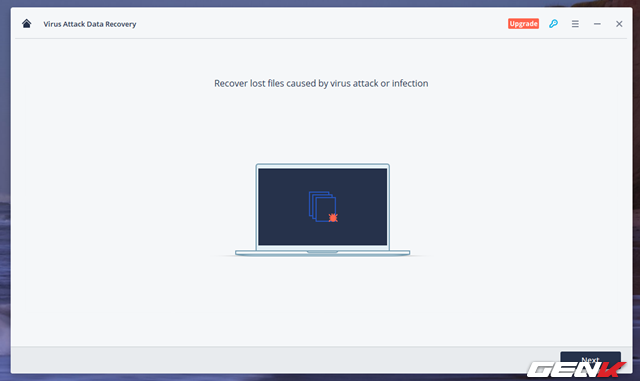 Virus Attack Data Recovery
Upgrade
Recover lost files caused by virus attack or infection
Next
GENK